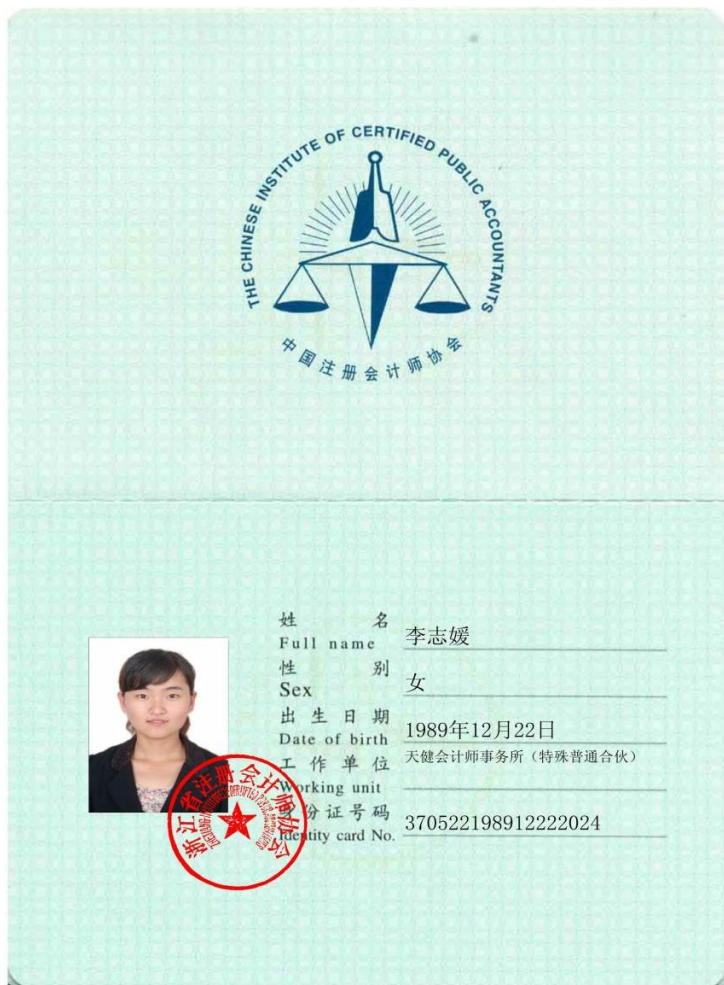 THE CHINESE INSTITUTE OF CERTIFIED PUBLIC ACCOUNTANTS
中国注册会计师协会
姓 名 李志媛
Full name
性 别 女
Sex
出生日期 1989年12月22日
Date of birth
工作单位 天健会计师事务所（特殊普通合伙）
Working unit
份证号码 370522198912222024
Identity card No.
浙江省注册会计师协会